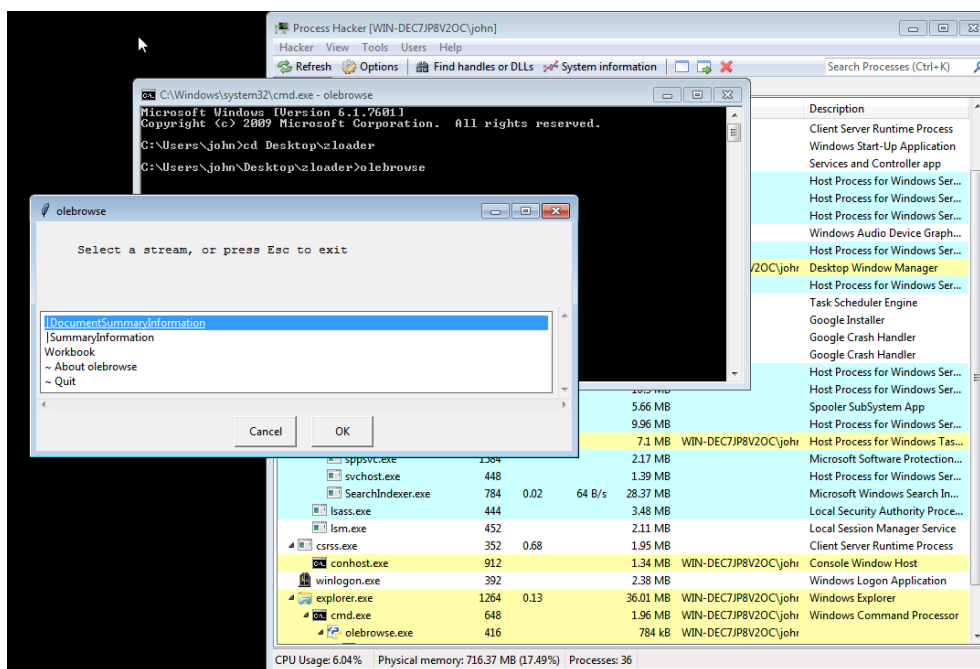 Process Hacker [WIN-DEC7JP8V2OC\john]
Hacker View Tools Users Help
Refresh Options Find handles or DLLs System information Search Processes (Ctrl+K)
C:\Windows\system32\cmd.exe - olebrowse
Microsoft Windows [Version 6.1.7601]
Copyright (c) 2009 Microsoft Corporation. All rights reserved.
C:\Users\john>cd Desktop\zloader
C:\Users\john\Desktop\zloader>olebrowse
olebrowse
Select a stream, or press Esc to exit
|DocumentSummaryInformation
|SummaryInformation
Workbook
~ About olebrowse
~ Quit
Cancel OK
Description
Client Server Runtime Process
Windows Start-Up Application
Services and Controller app
Host Process for Windows Ser...
Host Process for Windows Ser...
Host Process for Windows Ser...
Windows Audio Device Graph...
Host Process for Windows Ser...
Desktop Window Manager
Host Process for Windows Ser...
Task Scheduler Engine
Google Installer
Google Crash Handler
Google Crash Handler
Host Process for Windows Ser...
Host Process for Windows Ser...
5.66 MB Spooler SubSystem App
9.96 MB Host Process for Windows Ser...
7.1 MB WIN-DEC7JP8V2OC\john Host Process for Windows Tas...
sppsvc.exe 1584 2.17 MB Microsoft Software Protection...
svchost.exe 448 1.39 MB Host Process for Windows Ser...
SearchIndexer.exe 784 0.02 64 B/s 28.37 MB Microsoft Windows Search In...
lsass.exe 444 3.48 MB Local Security Authority Proce...
lsm.exe 452 2.11 MB Local Session Manager Service
csrss.exe 352 0.68 1.95 MB Client Server Runtime Process
conhost.exe 912 1.34 MB WIN-DEC7JP8V2OC\john Console Window Host
winlogon.exe 392 2.38 MB Windows Logon Application
explorer.exe 1264 0.13 36.01 MB WIN-DEC7JP8V2OC\john Windows Explorer
cmd.exe 648 1.96 MB WIN-DEC7JP8V2OC\john Windows Command Processor
olebrowse.exe 416 784 kB WIN-DEC7JP8V2OC\john
CPU Usage: 6.04% Physical memory: 716.37 MB (17.49%) Processes: 36